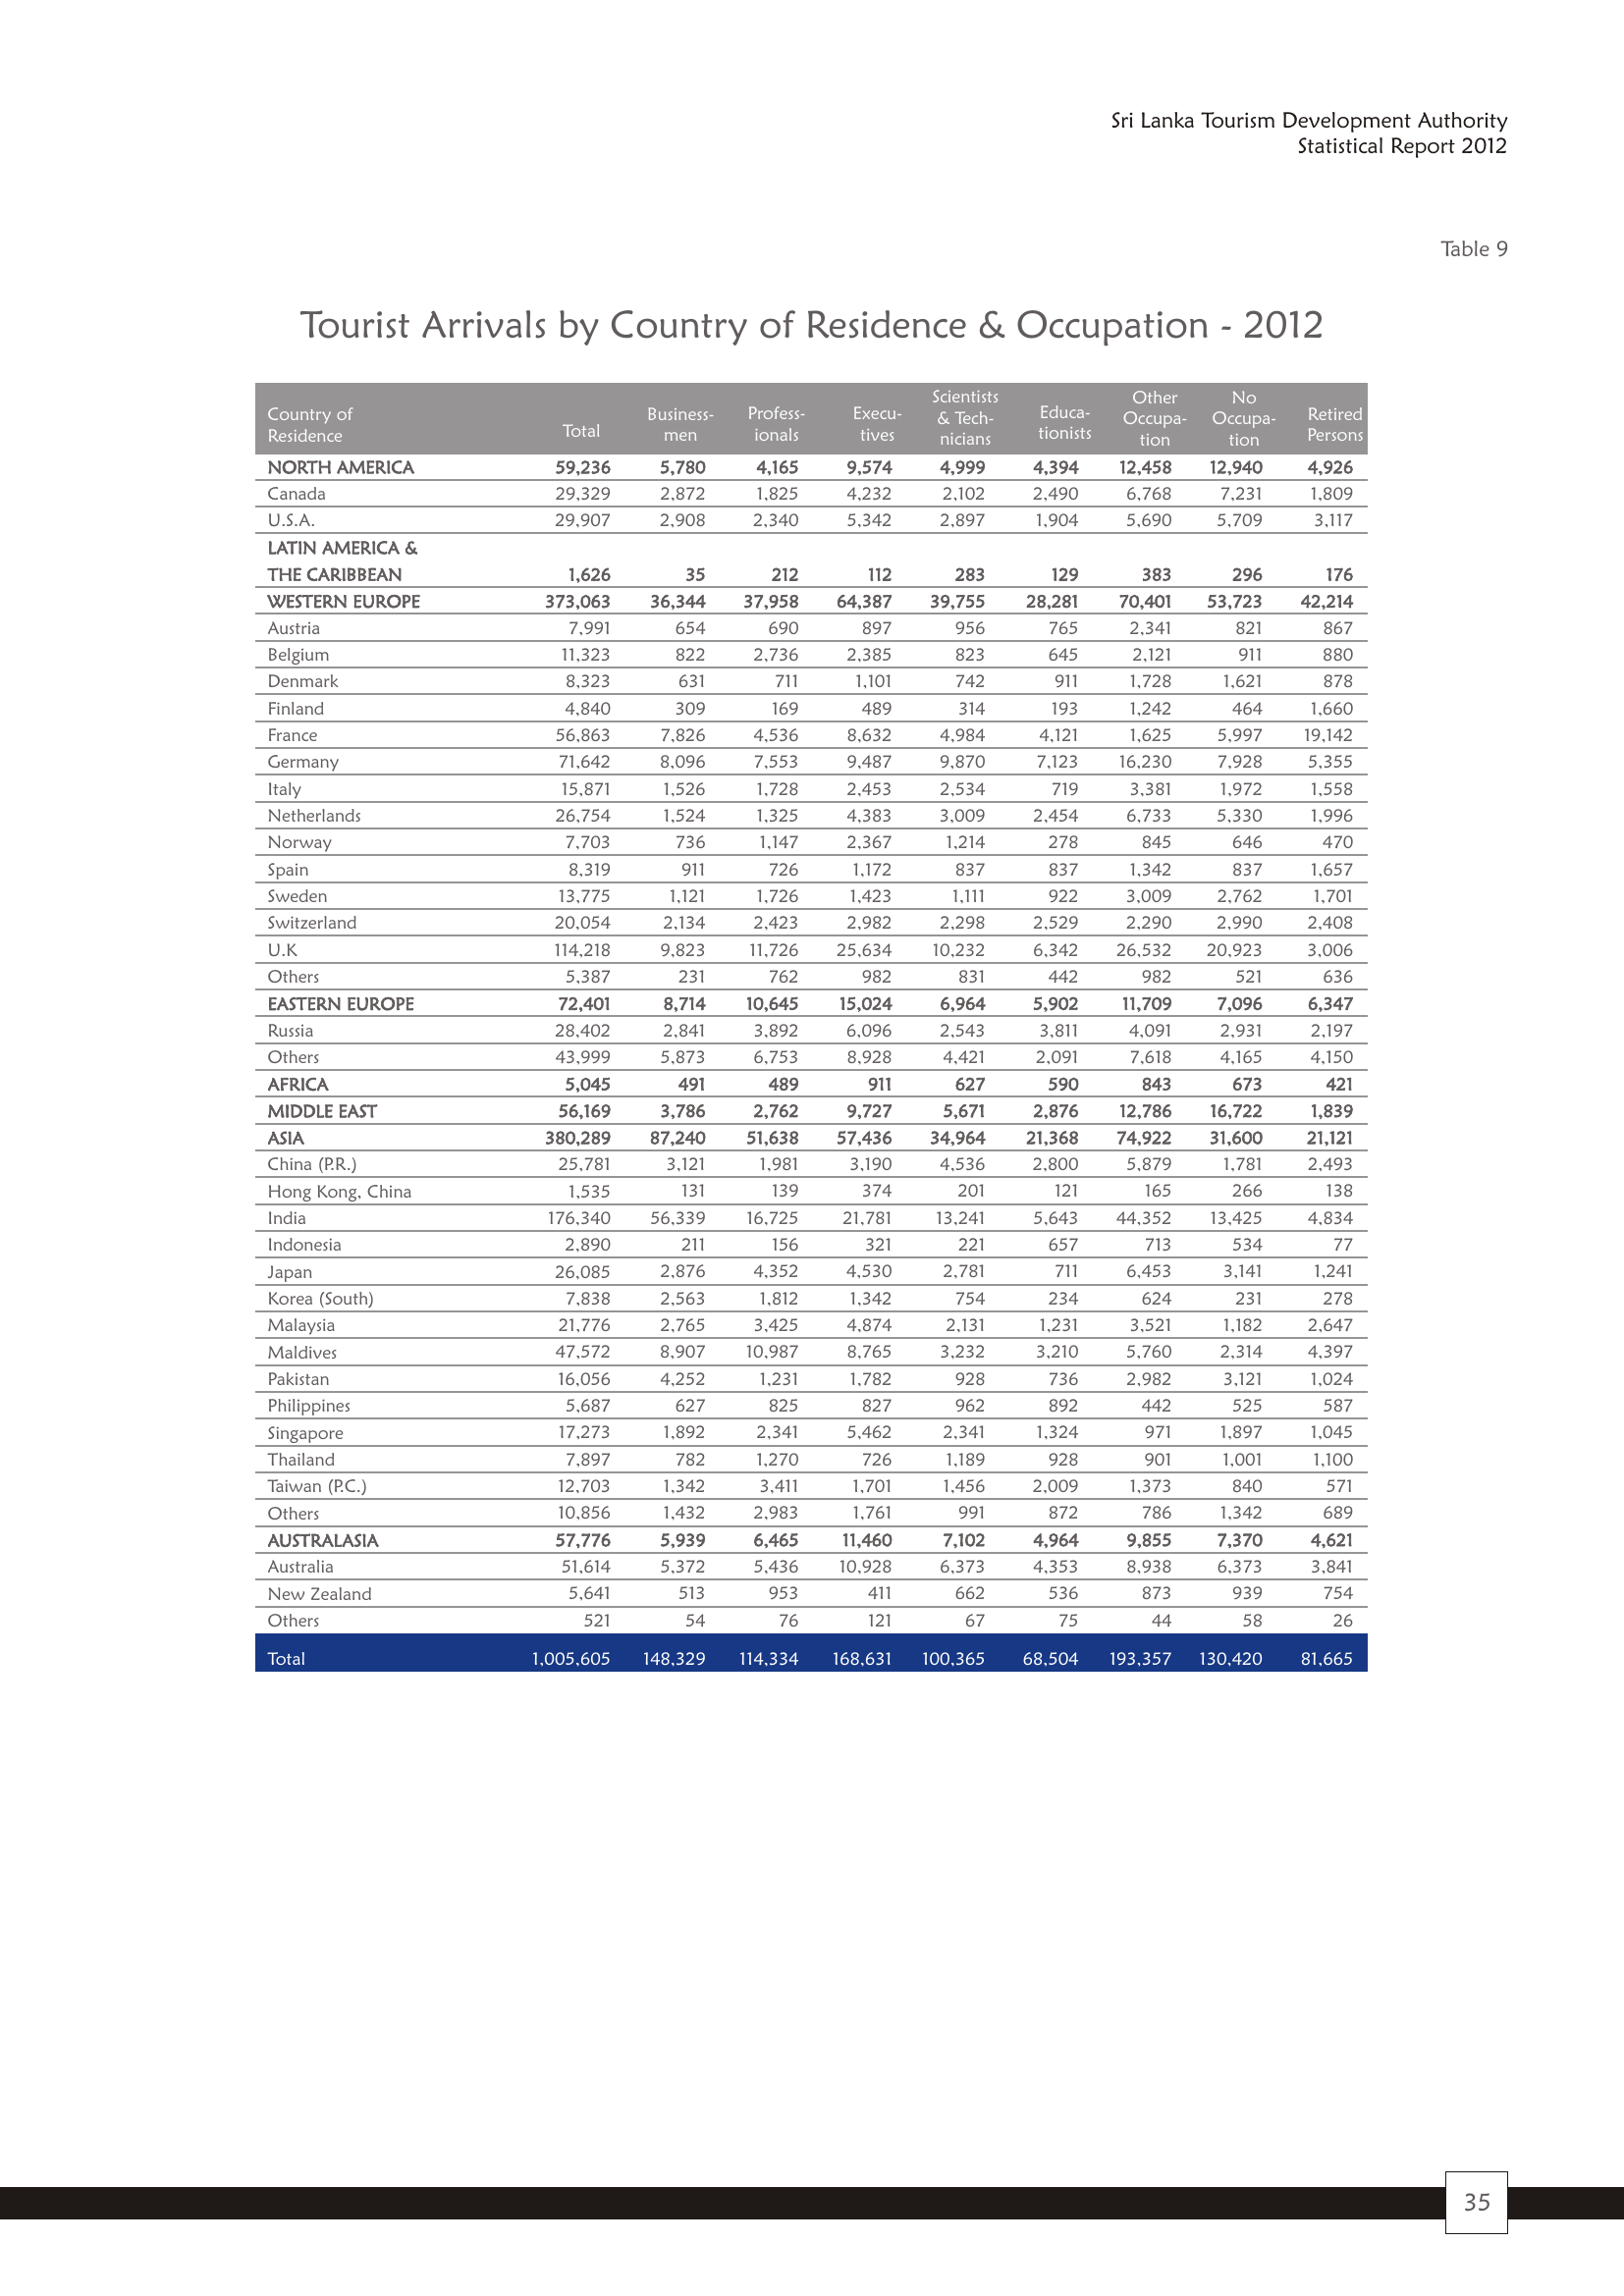 Sri Lanka Tourism Development Authority
Statistical Report 2012
Table 9
Tourist Arrivals by Country of Residence & Occupation - 2012
Country of Residence Total Business-men Profess-ionals Execu-tives Scientists & Tech-nicians Educa-tionists Other Occupa-tion No Occupa-tion Retired Persons
NORTH AMERICA 59,236 5,780 4,165 9,574 4,999 4,394 12,458 12,940 4,926
Canada 29,329 2,872 1,825 4,232 2,102 2,490 6,768 7,231 1,809
U.S.A. 29,907 2,908 2,340 5,342 2,897 1,904 5,690 5,709 3,117
LATIN AMERICA &
THE CARIBBEAN 1,626 35 212 112 283 129 383 296 176
WESTERN EUROPE 373,063 36,344 37,958 64,387 39,755 28,281 70,401 53,723 42,214
Austria 7,991 654 690 897 956 765 2,341 821 867
Belgium 11,323 822 2,736 2,385 823 645 2,121 911 880
Denmark 8,323 631 711 1,101 742 911 1,728 1,621 878
Finland 4,840 309 169 489 314 193 1,242 464 1,660
France 56,863 7,826 4,536 8,632 4,984 4,121 1,625 5,997 19,142
Germany 71,642 8,096 7,553 9,487 9,870 7,123 16,230 7,928 5,355
Italy 15,871 1,526 1,728 2,453 2,534 719 3,381 1,972 1,558
Netherlands 26,754 1,524 1,325 4,383 3,009 2,454 6,733 5,330 1,996
Norway 7,703 736 1,147 2,367 1,214 278 845 646 470
Spain 8,319 911 726 1,172 837 837 1,342 837 1,657
Sweden 13,775 1,121 1,726 1,423 1,111 922 3,009 2,762 1,701
Switzerland 20,054 2,134 2,423 2,982 2,298 2,529 2,290 2,990 2,408
U.K 114,218 9,823 11,726 25,634 10,232 6,342 26,532 20,923 3,006
Others 5,387 231 762 982 831 442 982 521 636
EASTERN EUROPE 72,401 8,714 10,645 15,024 6,964 5,902 11,709 7,096 6,347
Russia 28,402 2,841 3,892 6,096 2,543 3,811 4,091 2,931 2,197
Others 43,999 5,873 6,753 8,928 4,421 2,091 7,618 4,165 4,150
AFRICA 5,045 491 489 911 627 590 843 673 421
MIDDLE EAST 56,169 3,786 2,762 9,727 5,671 2,876 12,786 16,722 1,839
ASIA 380,289 87,240 51,638 57,436 34,964 21,368 74,922 31,600 21,121
China (P.R.) 25,781 3,121 1,981 3,190 4,536 2,800 5,879 1,781 2,493
Hong Kong, China 1,535 131 139 374 201 121 165 266 138
India 176,340 56,339 16,725 21,781 13,241 5,643 44,352 13,425 4,834
Indonesia 2,890 211 156 321 221 657 713 534 77
Japan 26,085 2,876 4,352 4,530 2,781 711 6,453 3,141 1,241
Korea (South) 7,838 2,563 1,812 1,342 754 234 624 231 278
Malaysia 21,776 2,765 3,425 4,874 2,131 1,231 3,521 1,182 2,647
Maldives 47,572 8,907 10,987 8,765 3,232 3,210 5,760 2,314 4,397
Pakistan 16,056 4,252 1,231 1,782 928 736 2,982 3,121 1,024
Philippines 5,687 627 825 827 962 892 442 525 587
Singapore 17,273 1,892 2,341 5,462 2,341 1,324 971 1,897 1,045
Thailand 7,897 782 1,270 726 1,189 928 901 1,001 1,100
Taiwan (P.C.) 12,703 1,342 3,411 1,701 1,456 2,009 1,373 840 571
Others 10,856 1,432 2,983 1,761 991 872 786 1,342 689
AUSTRALASIA 57,776 5,939 6,465 11,460 7,102 4,964 9,855 7,370 4,621
Australia 51,614 5,372 5,436 10,928 6,373 4,353 8,938 6,373 3,841
New Zealand 5,641 513 953 411 662 536 873 939 754
Others 521 54 76 121 67 75 44 58 26
Total 1,005,605 148,329 114,334 168,631 100,365 68,504 193,357 130,420 81,665
35